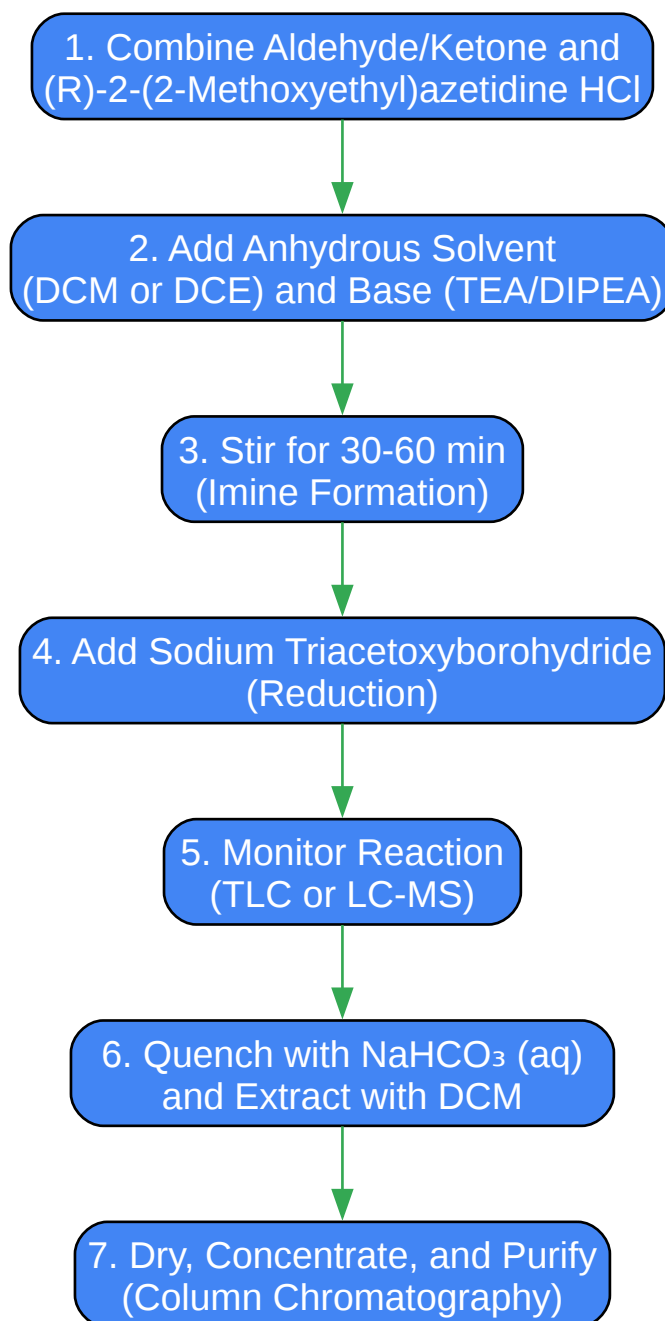 1. Combine Aldehyde/Ketone and
(R)-2-(2-Methoxyethyl)azetidine HCl
2. Add Anhydrous Solvent
(DCM or DCE) and Base (TEA/DIPEA)
3. Stir for 30-60 min
(Imine Formation)
4. Add Sodium Triacetoxyborohydride
(Reduction)
5. Monitor Reaction
(TLC or LC-MS)
6. Quench with NaHCO₃ (aq)
and Extract with DCM
7. Dry, Concentrate, and Purify
(Column Chromatography)